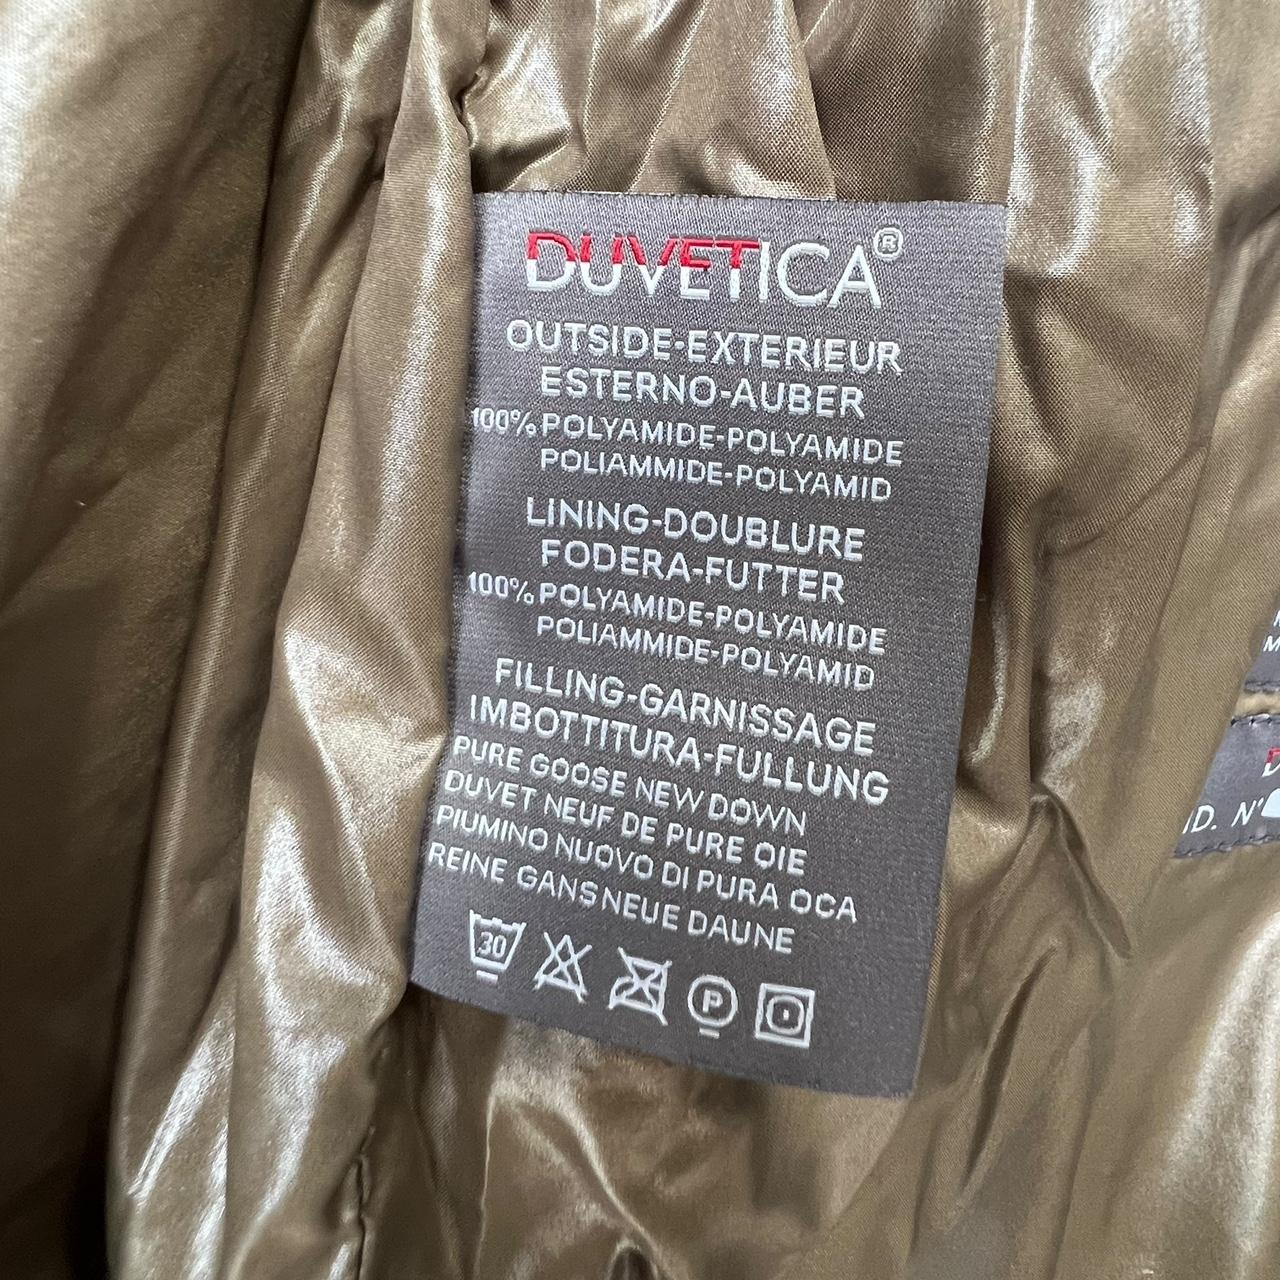 DUVETICA®
OUTSIDE-EXTERIEUR
ESTERNO-AUBER
100% POLYAMIDE-POLYAMIDE
POLIAMMIDE-POLYAMID
LINING-DOUBLURE
FODERA-FUTTER
100% POLYAMIDE-POLYAMIDE
POLIAMMIDE-POLYAMID
FILLING-GARNISSAGE
IMBOTTITURA-FULLUNG
PURE GOOSE NEW DOWN
DUVET NEUF DE PURE OIE
PIUMINO NUOVO DI PURA OCA
REINE GANSNEUE DAUNE
30
P
ID. N°